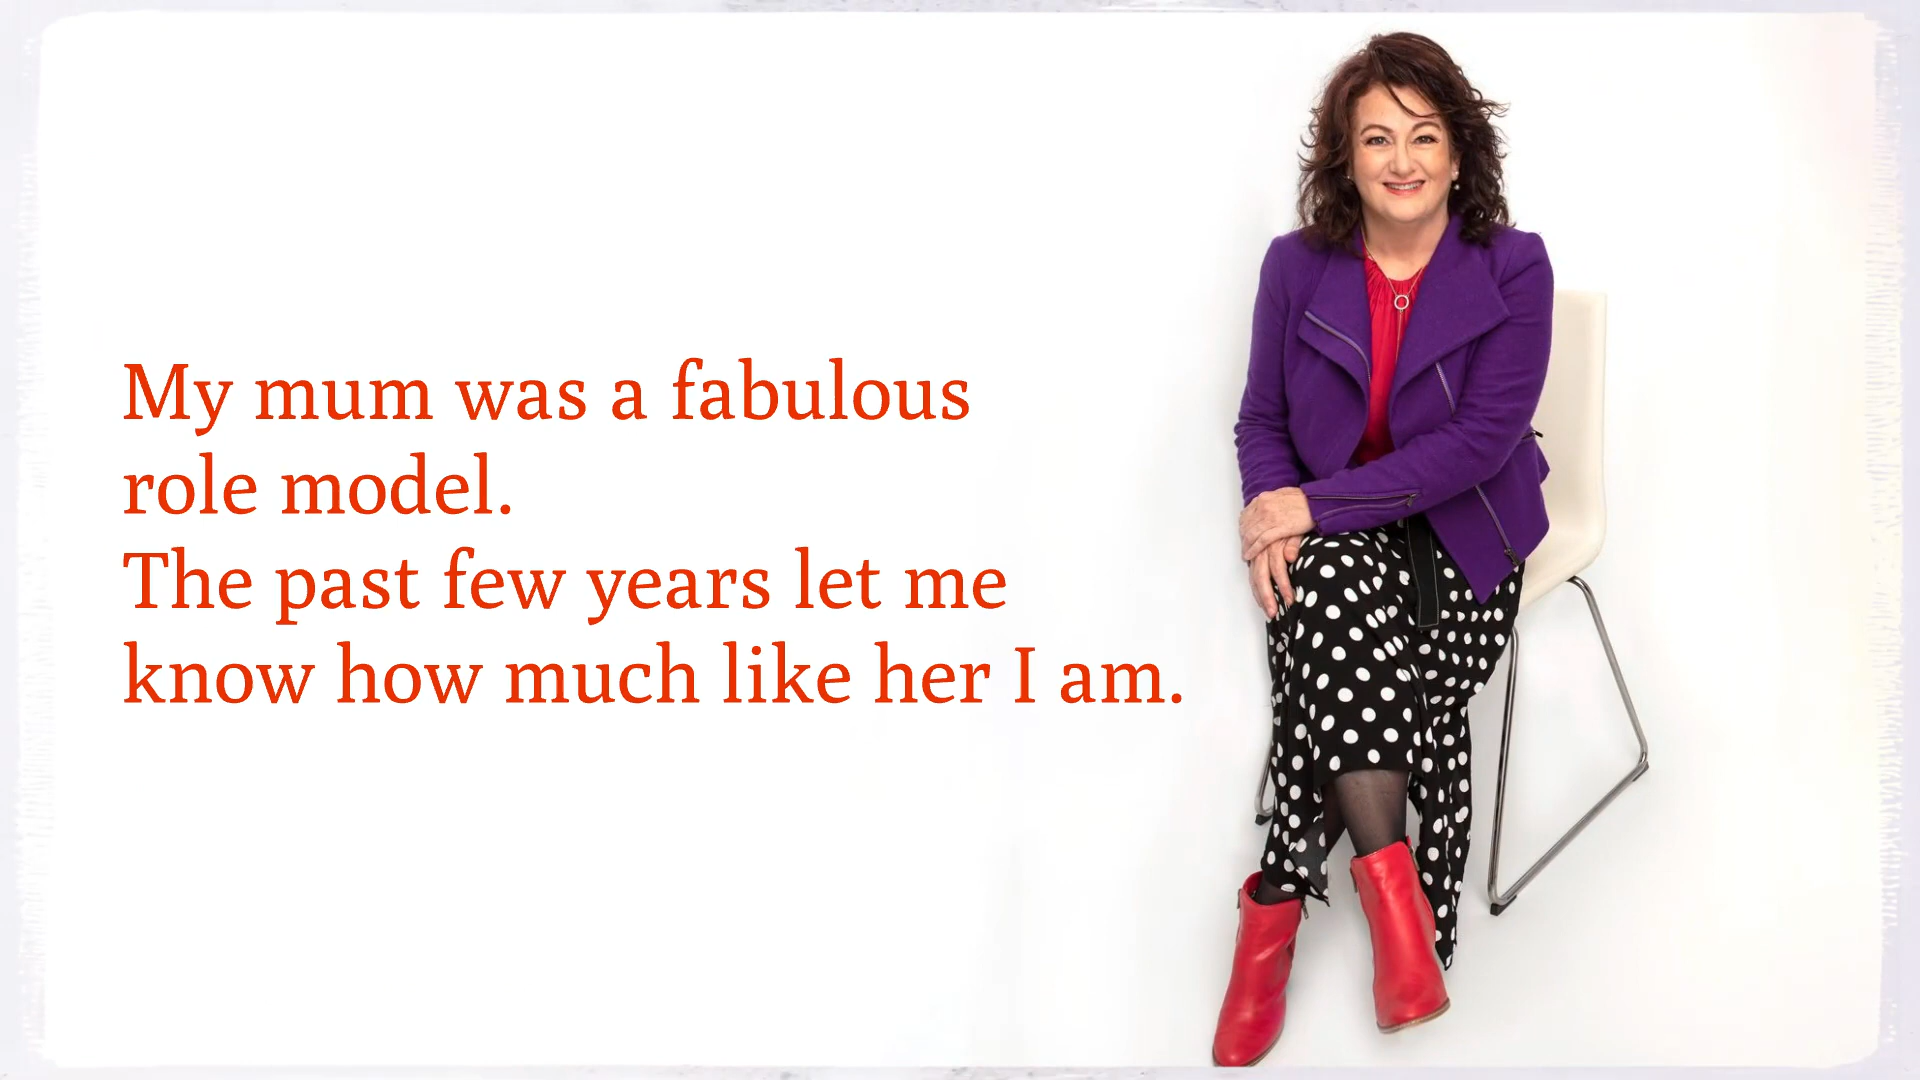 My mum was a fabulous
role model.
The past few years let me
know how much like her I am.